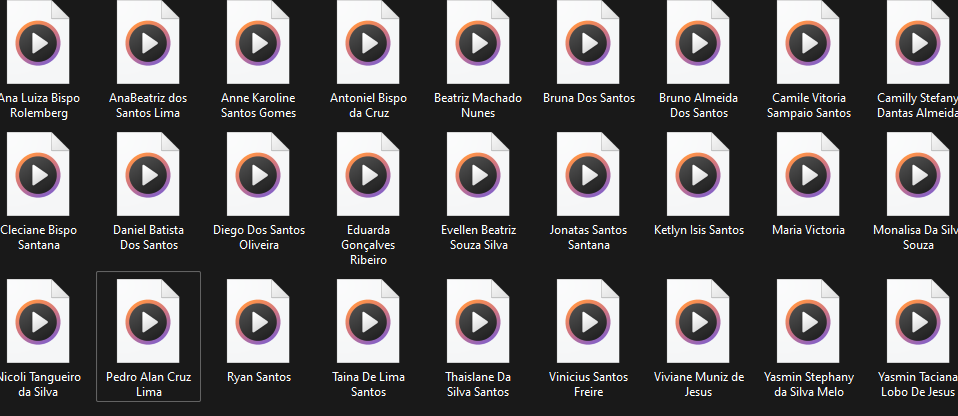 Ana Luiza Bispo
Rolemberg
AnaBeatriz dos
Santos Lima
Anne Karoline
Santos Gomes
Antoniel Bispo
da Cruz
Beatriz Machado
Nunes
Bruna Dos Santos
Bruno Almeida
Dos Santos
Camile Vitoria
Sampaio Santos
Camilly Stefany
Dantas Almeida
Cleciane Bispo
Santana
Daniel Batista
Dos Santos
Diego Dos Santos
Oliveira
Eduarda
Gonçalves
Ribeiro
Evellen Beatriz
Souza Silva
Jonatas Santos
Santana
Ketlyn Isis Santos
Maria Victoria
Monalisa Da Silv
Souza
Nicoli Tangueiro
da Silva
Pedro Alan Cruz
Lima
Ryan Santos
Taina De Lima
Santos
Thaislane Da
Silva Santos
Vinicius Santos
Freire
Viviane Muniz de
Jesus
Yasmin Stephany
da Silva Melo
Yasmin Taciana
Lobo De Jesus